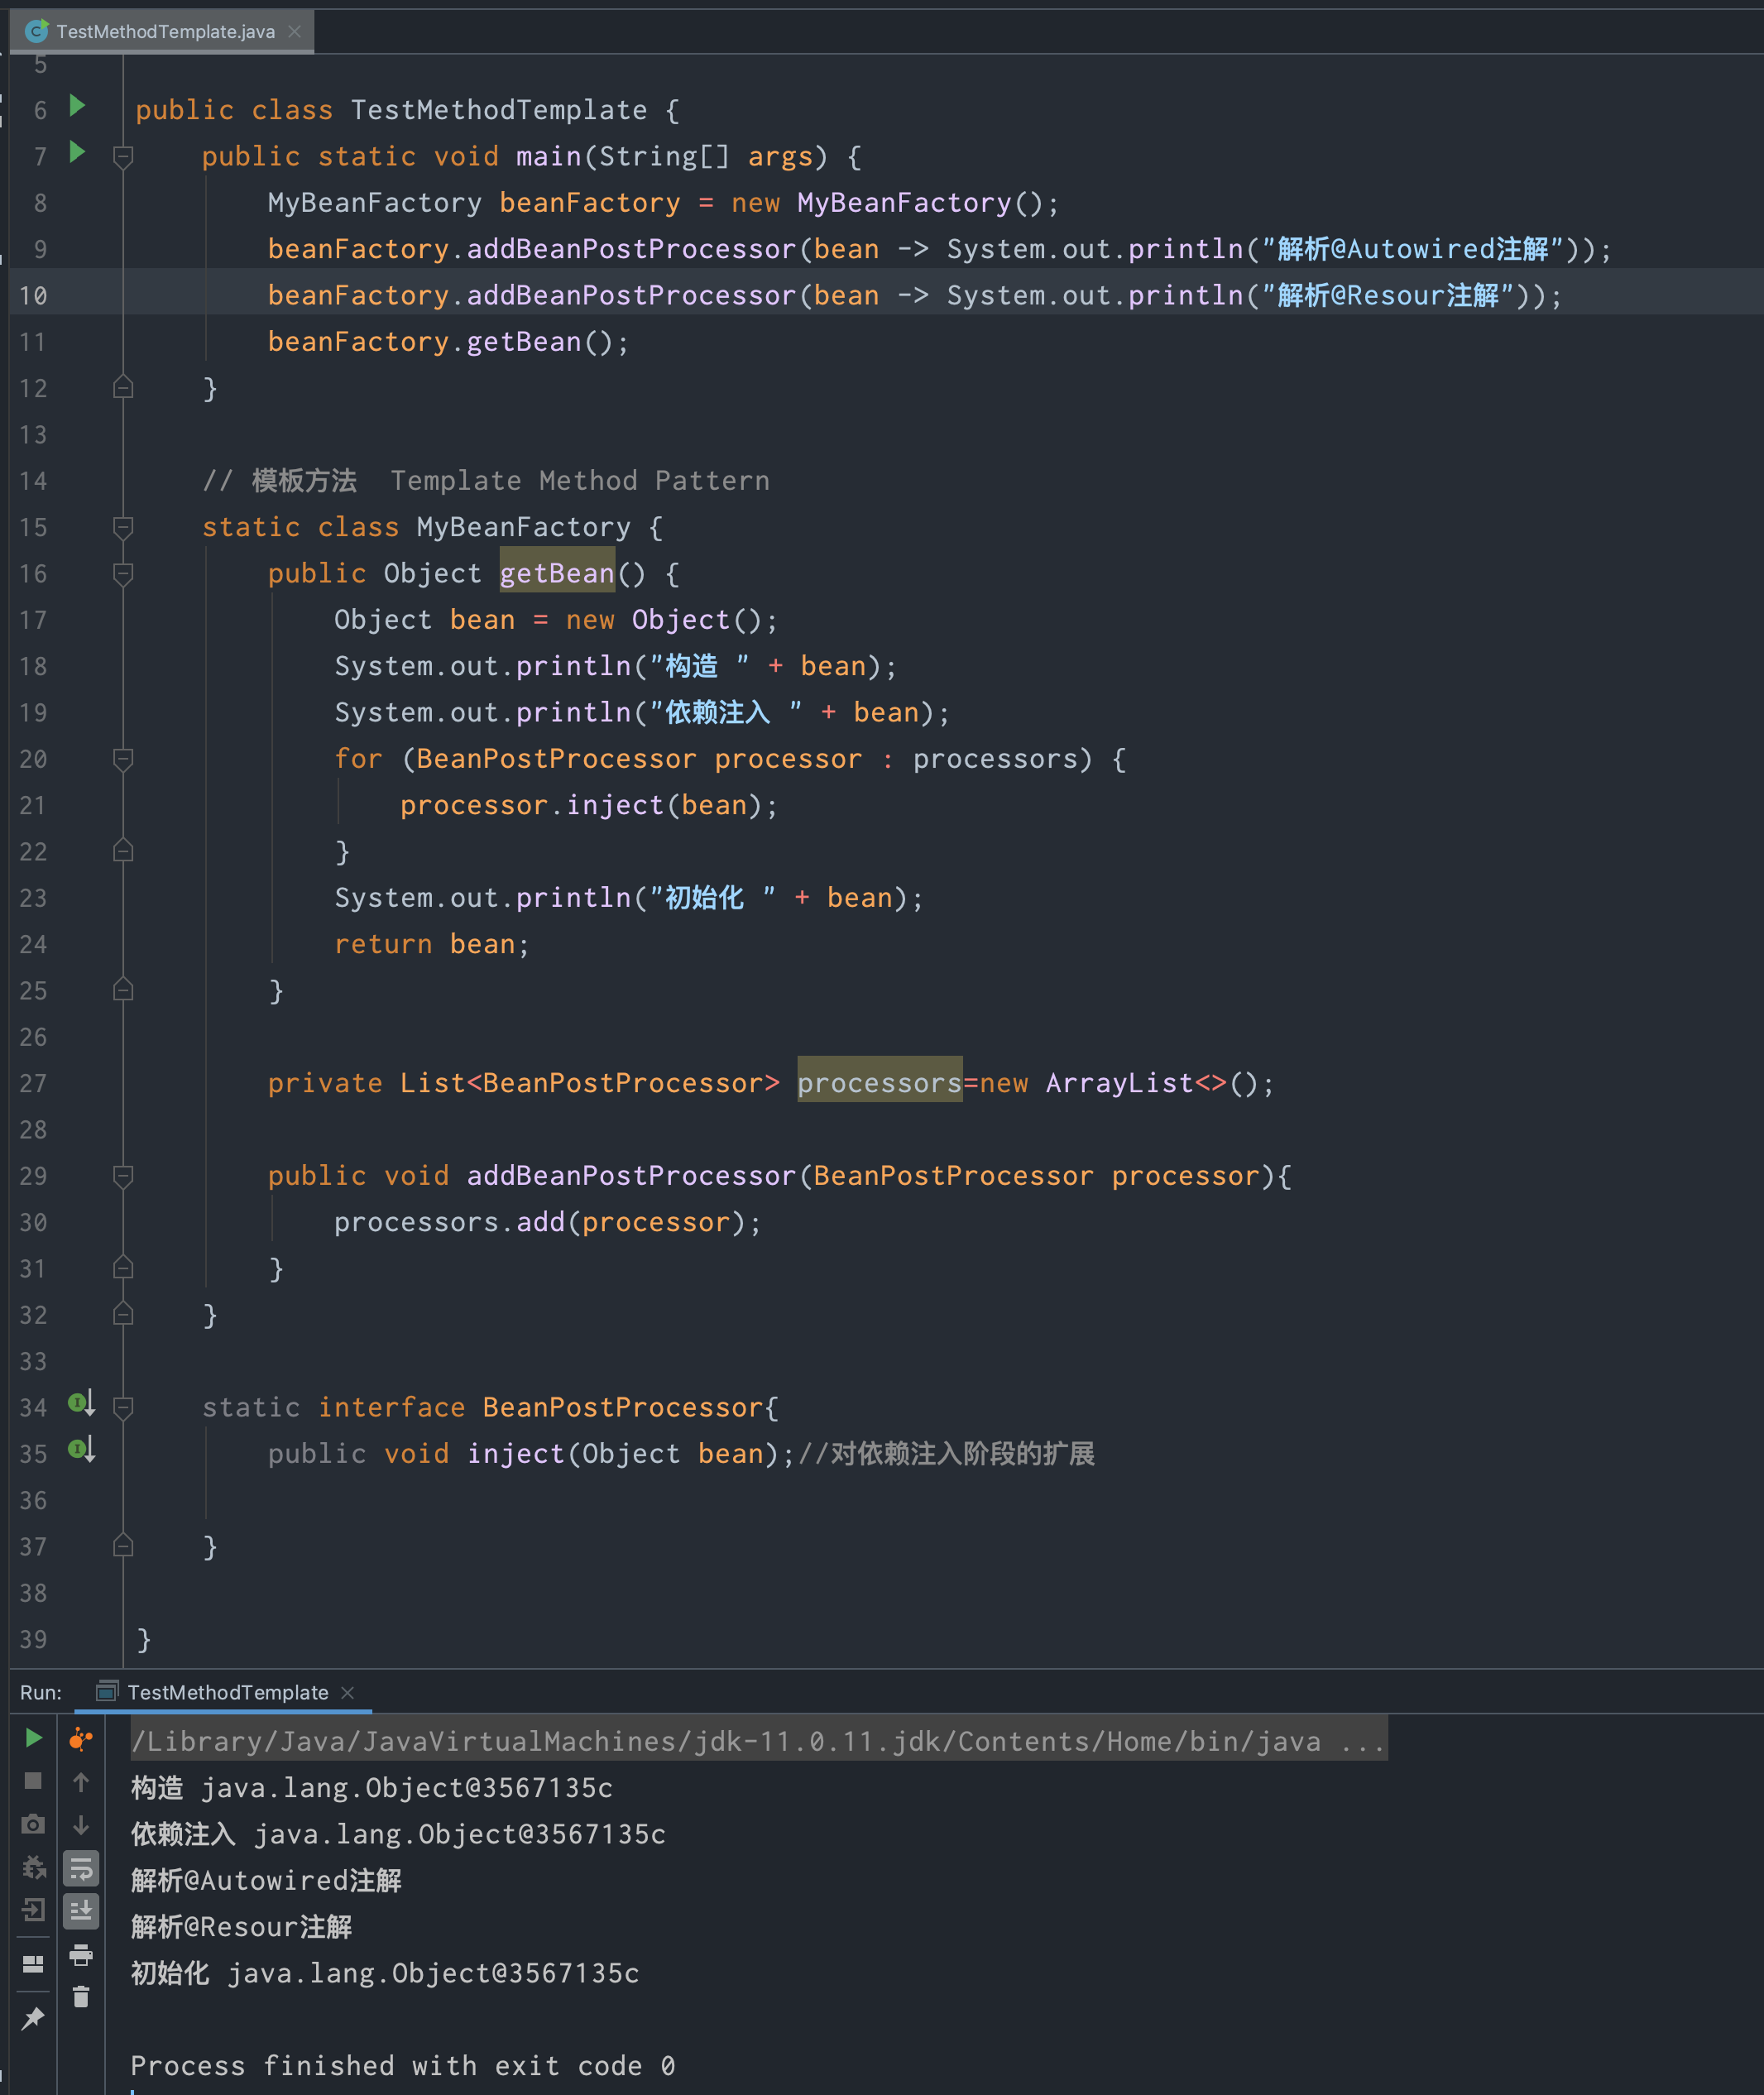 TestMethodTemplate.java
5
6 public class TestMethodTemplate {
7 public static void main(String[] args) {
8 MyBeanFactory beanFactory = new MyBeanFactory();
9 beanFactory.addBeanPostProcessor(bean -> System.out.println("解析@Autowired注解"));
10 beanFactory.addBeanPostProcessor(bean -> System.out.println("解析@Resour注解"));
11 beanFactory.getBean();
12 }
13
14 // 模板方法  Template Method Pattern
15 static class MyBeanFactory {
16 public Object getBean() {
17 Object bean = new Object();
18 System.out.println("构造 " + bean);
19 System.out.println("依赖注入 " + bean);
20 for (BeanPostProcessor processor : processors) {
21 processor.inject(bean);
22 }
23 System.out.println("初始化 " + bean);
24 return bean;
25 }
26
27 private List<BeanPostProcessor> processors=new ArrayList<>();
28
29 public void addBeanPostProcessor(BeanPostProcessor processor){
30 processors.add(processor);
31 }
32 }
33
34 static interface BeanPostProcessor{
35 public void inject(Object bean);//对依赖注入阶段的扩展
36
37 }
38
39 }
Run: TestMethodTemplate
/Library/Java/JavaVirtualMachines/jdk-11.0.11.jdk/Contents/Home/bin/java ...
构造 java.lang.Object@3567135c
依赖注入 java.lang.Object@3567135c
解析@Autowired注解
解析@Resour注解
初始化 java.lang.Object@3567135c
Process finished with exit code 0